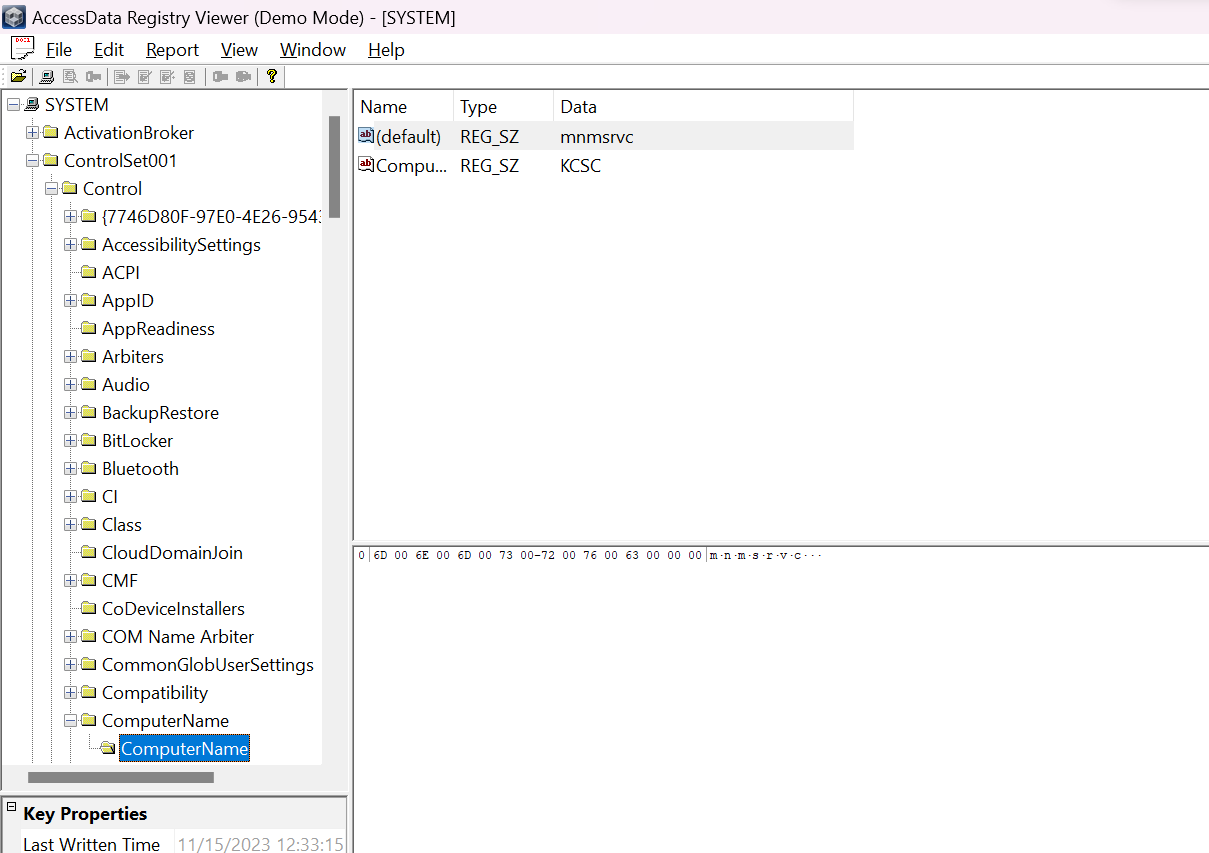 AccessData Registry Viewer (Demo Mode) - [SYSTEM]
File Edit Report View Window Help
SYSTEM
ActivationBroker
ControlSet001
Control
{7746D80F-97E0-4E26-9543
AccessibilitySettings
ACPI
AppID
AppReadiness
Arbiters
Audio
BackupRestore
BitLocker
Bluetooth
CI
Class
CloudDomainJoin
CMF
CoDeviceInstallers
COM Name Arbiter
CommonGlobUserSettings
Compatibility
ComputerName
ComputerName
Key Properties
Last Written Time 11/15/2023 12:33:15
Name Type Data
(default) REG_SZ mnmsrvc
Compu... REG_SZ KCSC
0 6D 00 6E 00 6D 00 73 00-72 00 76 00 63 00 00 00 m·n·m·s·r·v·c···